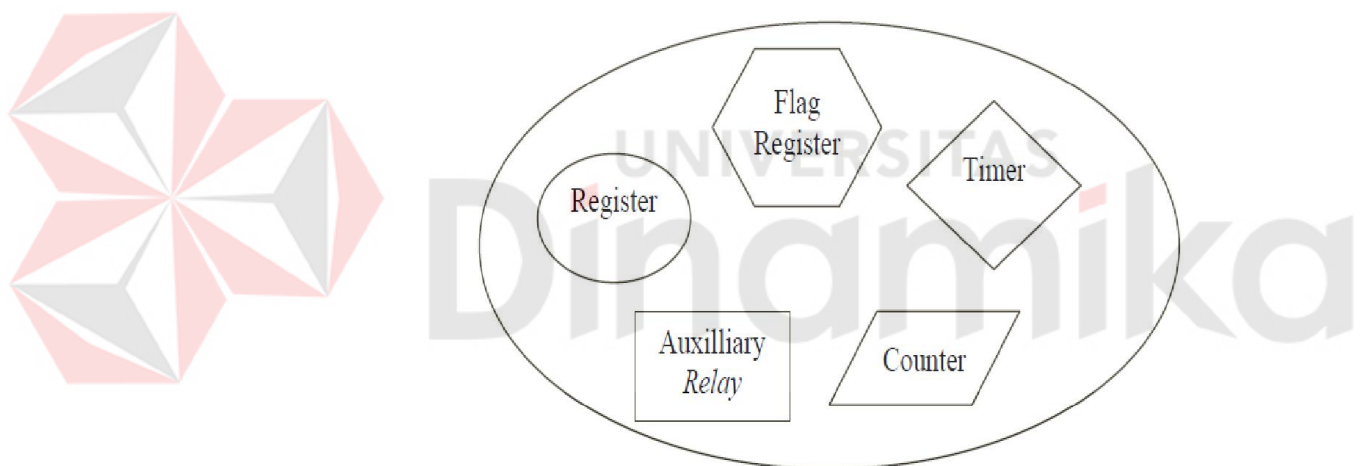 Flag
Register
Timer
Register
Auxilliary
Relay
Counter
UNIVERSITAS
Dinamika